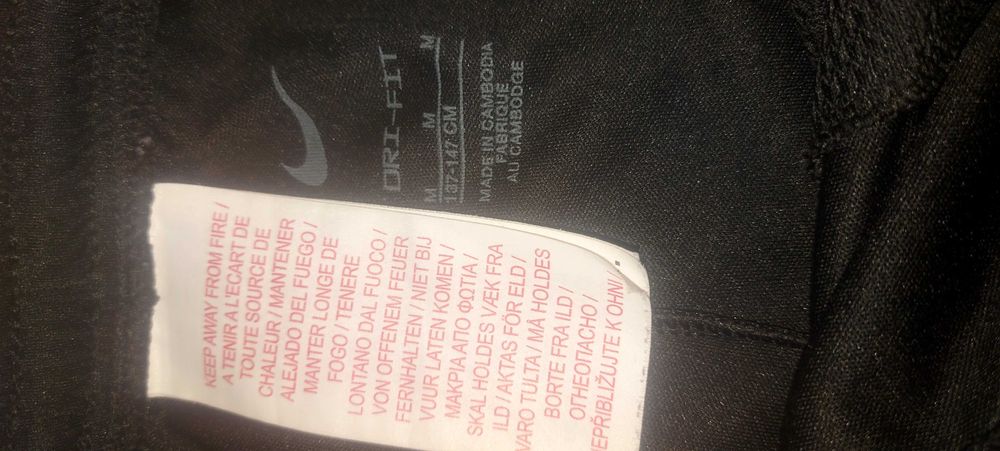 DRI-FIT
M M M
137-147 CM
MADE IN CAMBODIA
FABRIQUÉ
AU CAMBODGE
KEEP AWAY FROM FIRE /
A TENIR A L'ECART DE
TOUTE SOURCE DE
CHALEUR / MANTENER
ALEJADO DEL FUEGO /
MANTER LONGE DE
FOGO / TENERE
LONTANO DAL FUOCO /
VON OFFENEM FEUER
FERNHALTEN / NIET BIJ
VUUR LATEN KOMEN /
ΜΑΚΡΙΑ ΑΠΟ ΦΩΤΙΑ /
SKAL HOLDES VÆK FRA
ILD / AKTAS FÖR ELD /
VARO TULTA / MÅ HOLDES
BORTE FRA ILD /
ОГНЕОПАСНО /
NEPŘIBLIŽUJTE K OHNI /